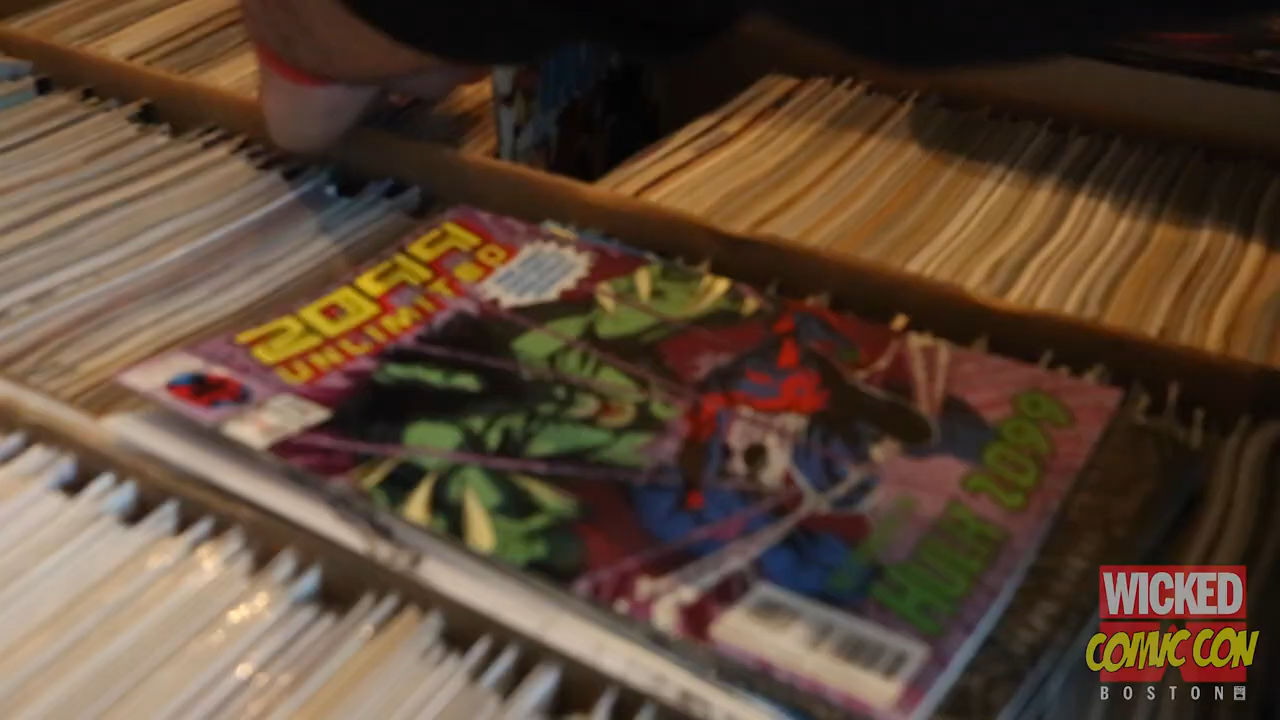 2099
UNLIMITED
HULK 2099
WICKED
COMIC CON
BOSTON